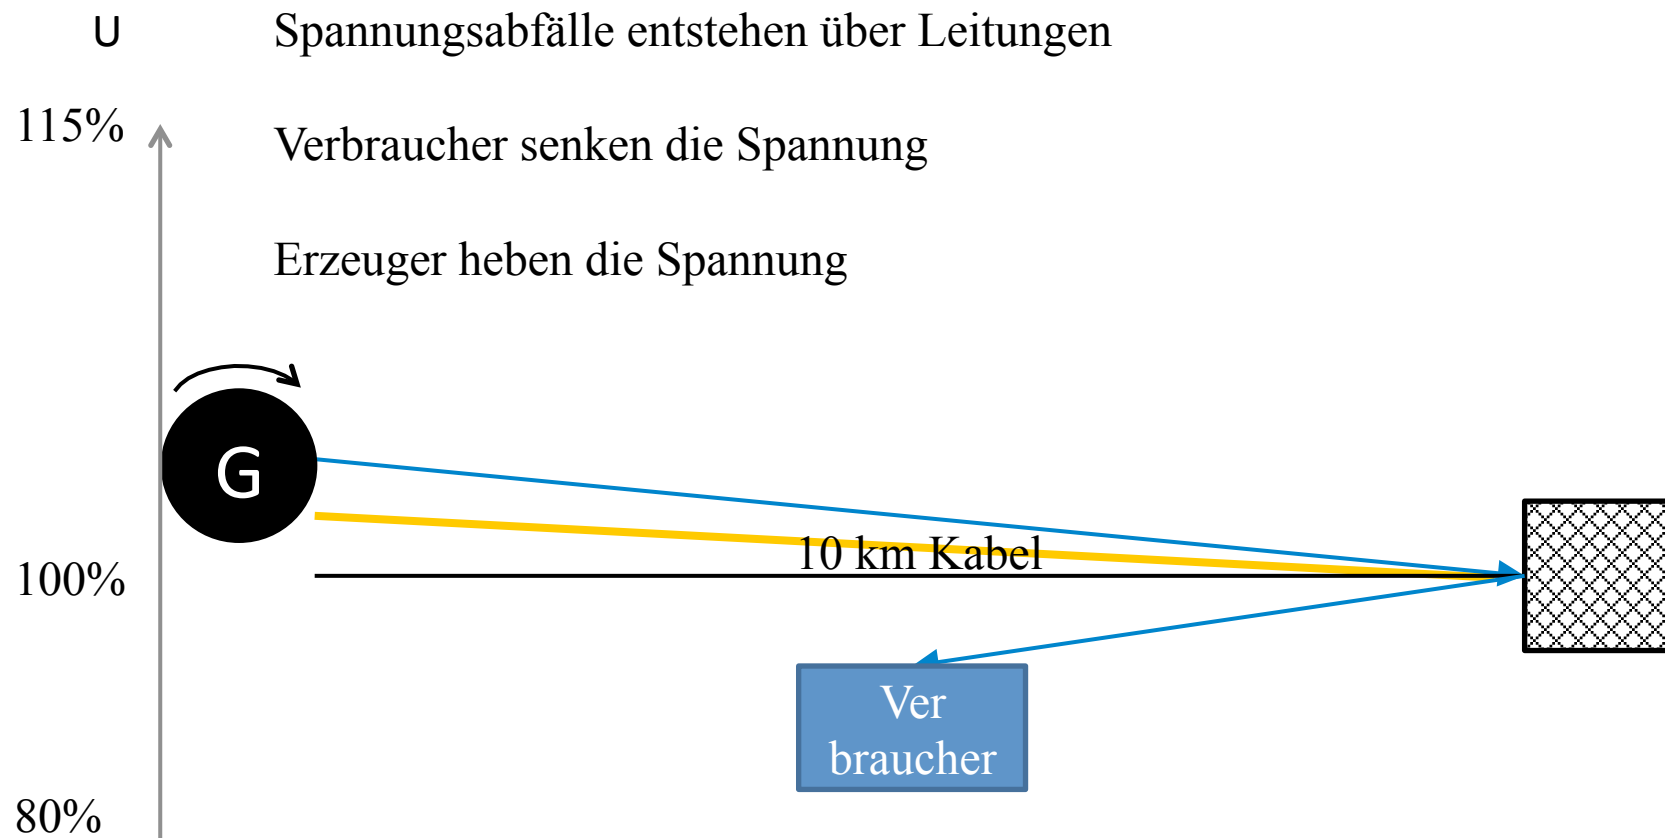 U
Spannungsabfälle entstehen über Leitungen
115%
Verbraucher senken die Spannung
Erzeuger heben die Spannung
G
10 km Kabel
100%
Ver
braucher
80%